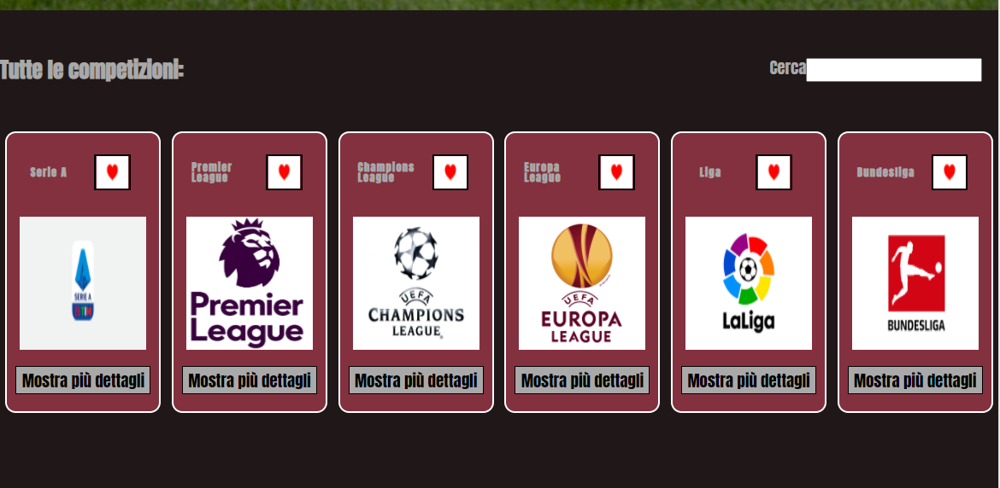 Tutte le competizioni:
Cerca
Serie A
Premier
League
Champions
League
Europa
League
Liga
Bundesliga
SERIE A
TIM
Premier
League
UEFA
CHAMPIONS
LEAGUE
UEFA
EUROPA
LEAGUE
LaLiga
BUNDESLIGA
Mostra più dettagli
Mostra più dettagli
Mostra più dettagli
Mostra più dettagli
Mostra più dettagli
Mostra più dettagli